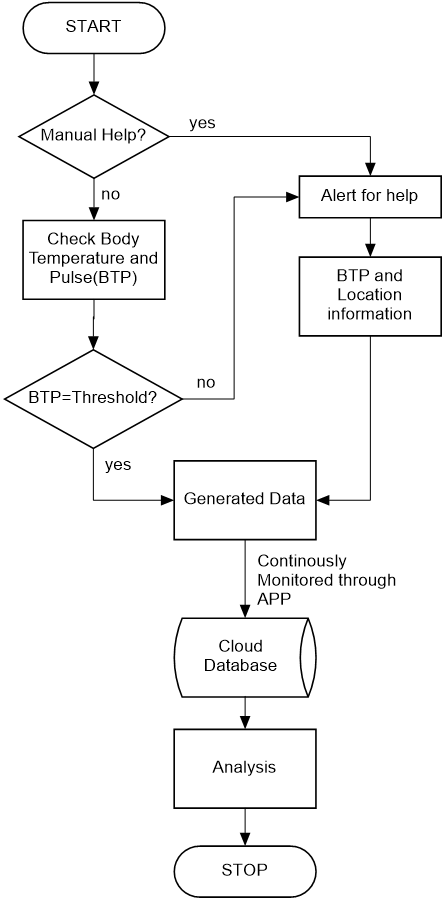 START
Manual Help?
yes
no
Alert for help
Check Body
Temperature and
Pulse(BTP)
BTP and
Location
information
BTP=Threshold?
no
yes
Generated Data
Continously
Monitored through
APP
Cloud
Database
Analysis
STOP